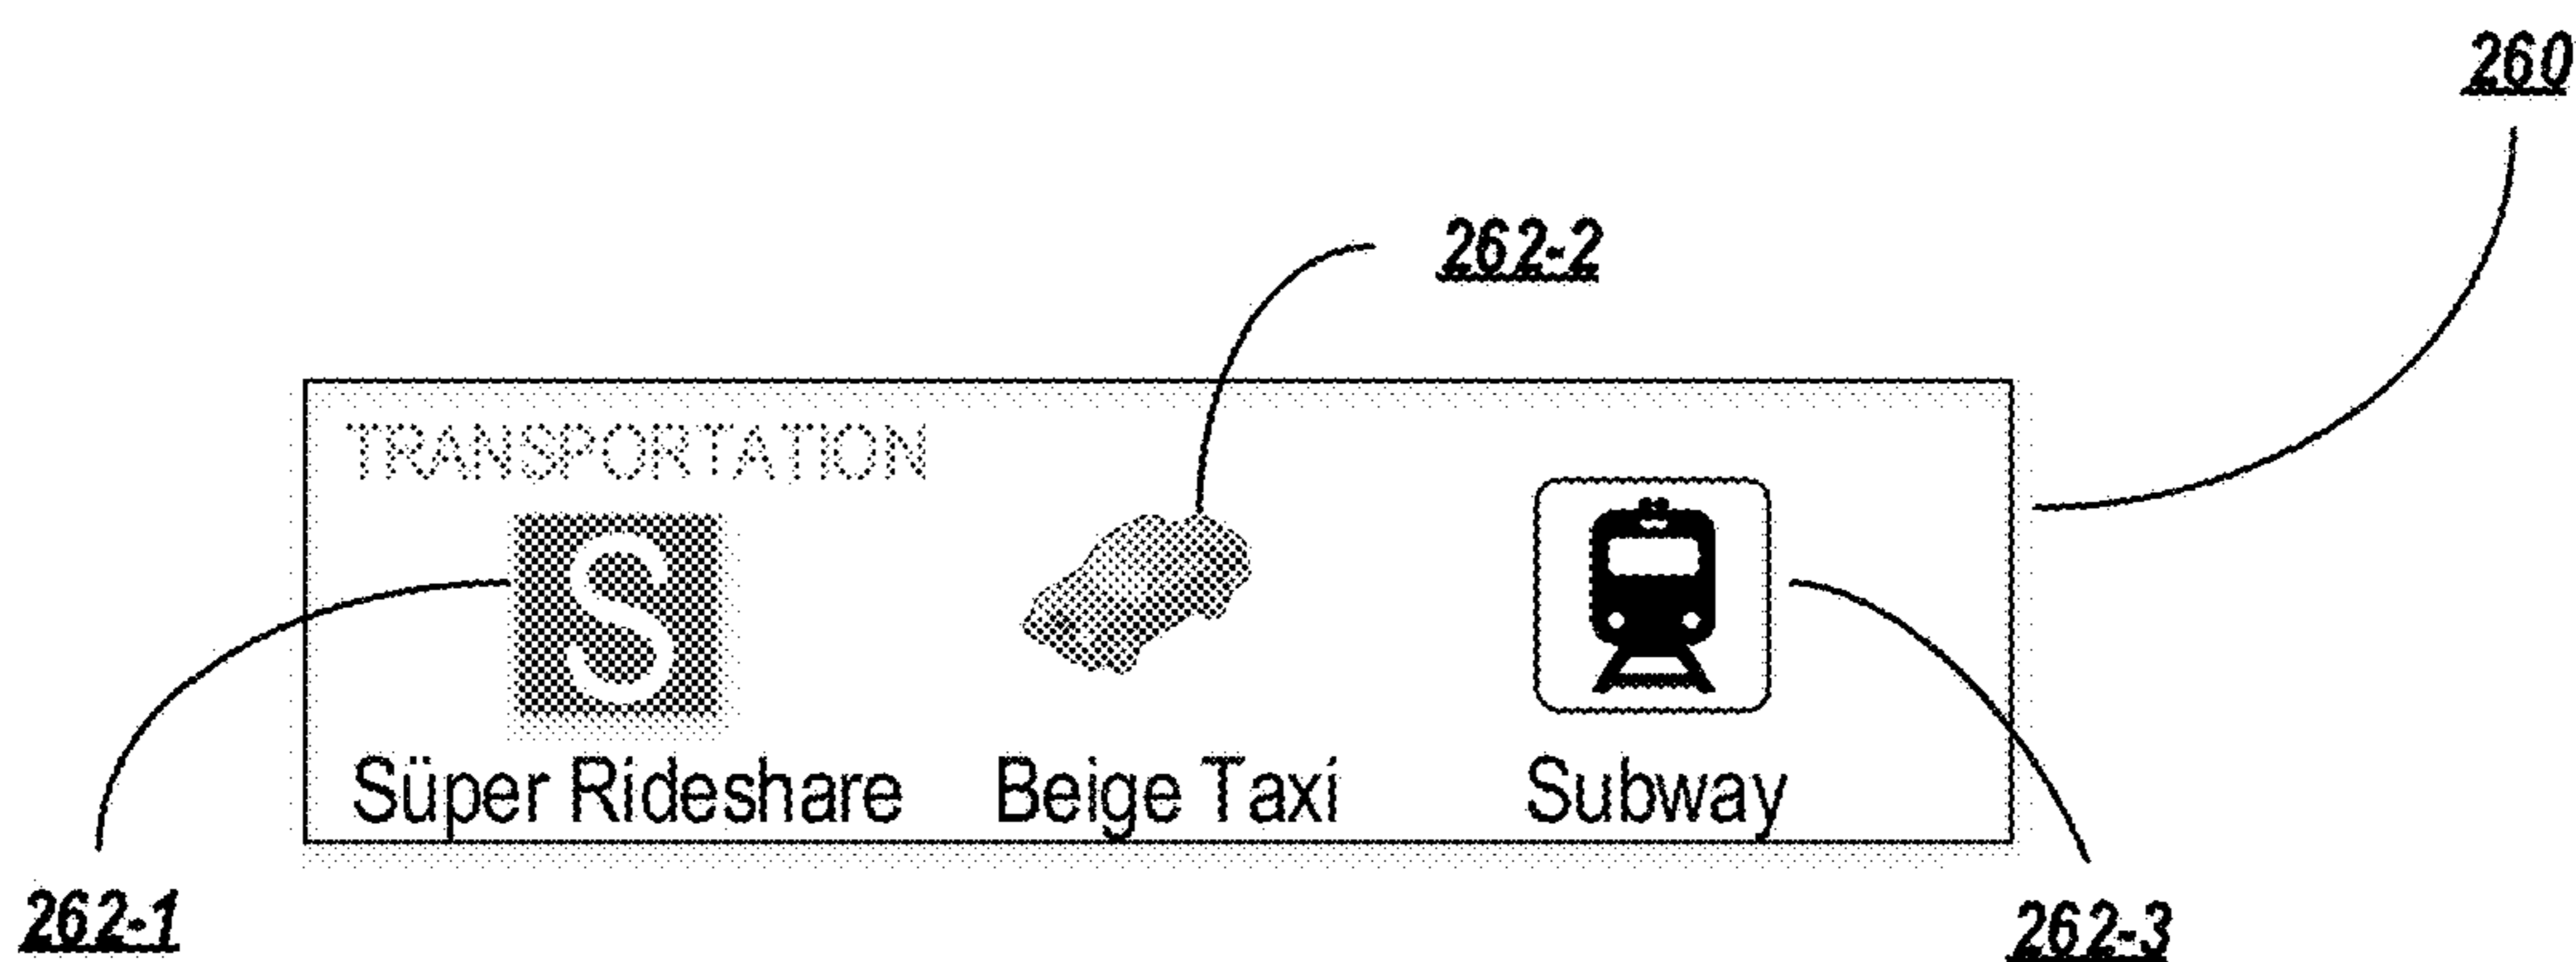 260
262-2
TRANSPORTATION
S
Süper Rideshare Beige Taxi Subway
262-1
262-3